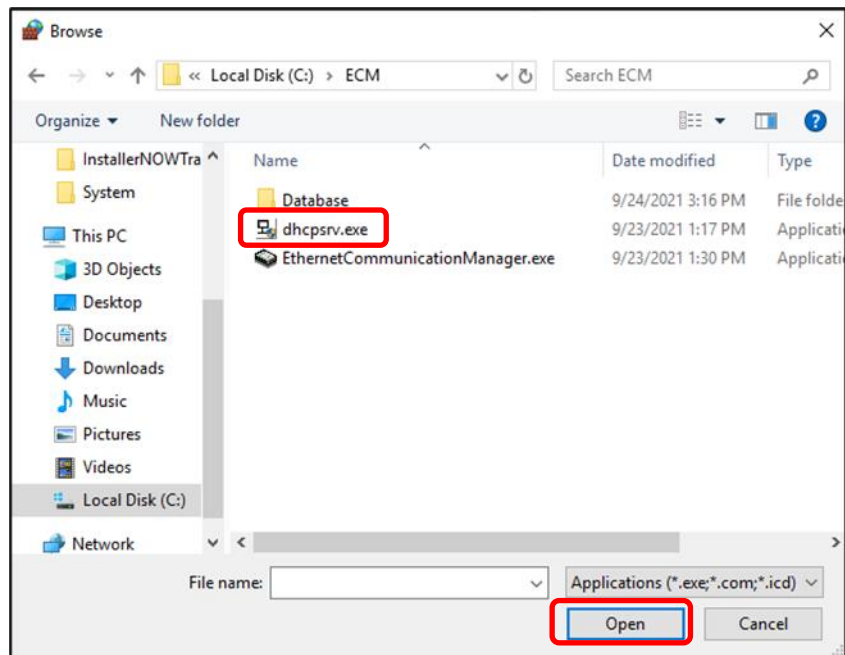 Browse
« Local Disk (C:) › ECM
Search ECM
Organize
New folder
InstallerNOWTra
System
This PC
3D Objects
Desktop
Documents
Downloads
Music
Pictures
Videos
Local Disk (C:)
Network
Name Date modified Type
Database 9/24/2021 3:16 PM File folde
dhcpsrv.exe 9/23/2021 1:17 PM Applicati
EthernetCommunicationManager.exe 9/23/2021 1:30 PM Applicati
File name:
Applications (*.exe;*.com;*.icd)
Open
Cancel